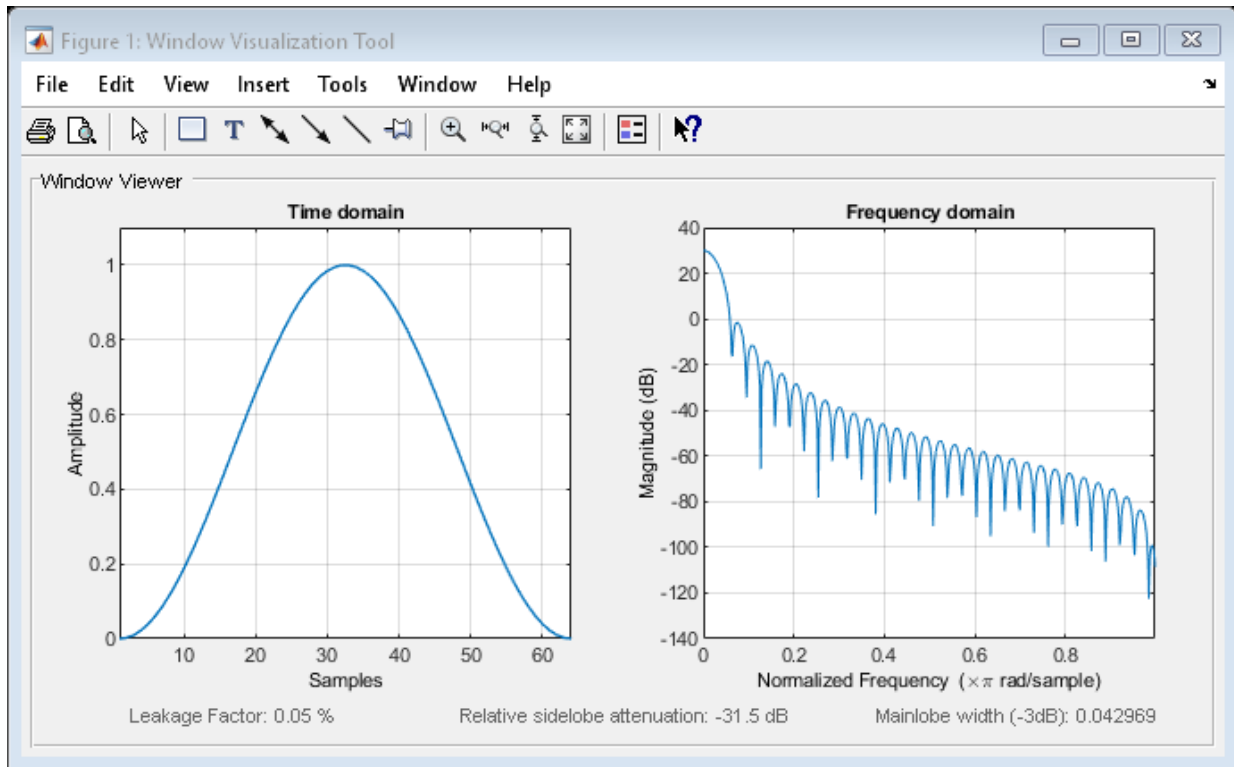 Figure 1: Window Visualization Tool
File Edit View Insert Tools Window Help
Window Viewer
Time domain
1
0.8
0.6
0.4
0.2
0
Amplitude
10 20 30 40 50 60
Samples
Frequency domain
40
20
0
-20
-40
-60
-80
-100
-120
-140
Magnitude (dB)
0 0.2 0.4 0.6 0.8
Normalized Frequency (×π rad/sample)
Leakage Factor: 0.05 % Relative sidelobe attenuation: -31.5 dB Mainlobe width (-3dB): 0.042969